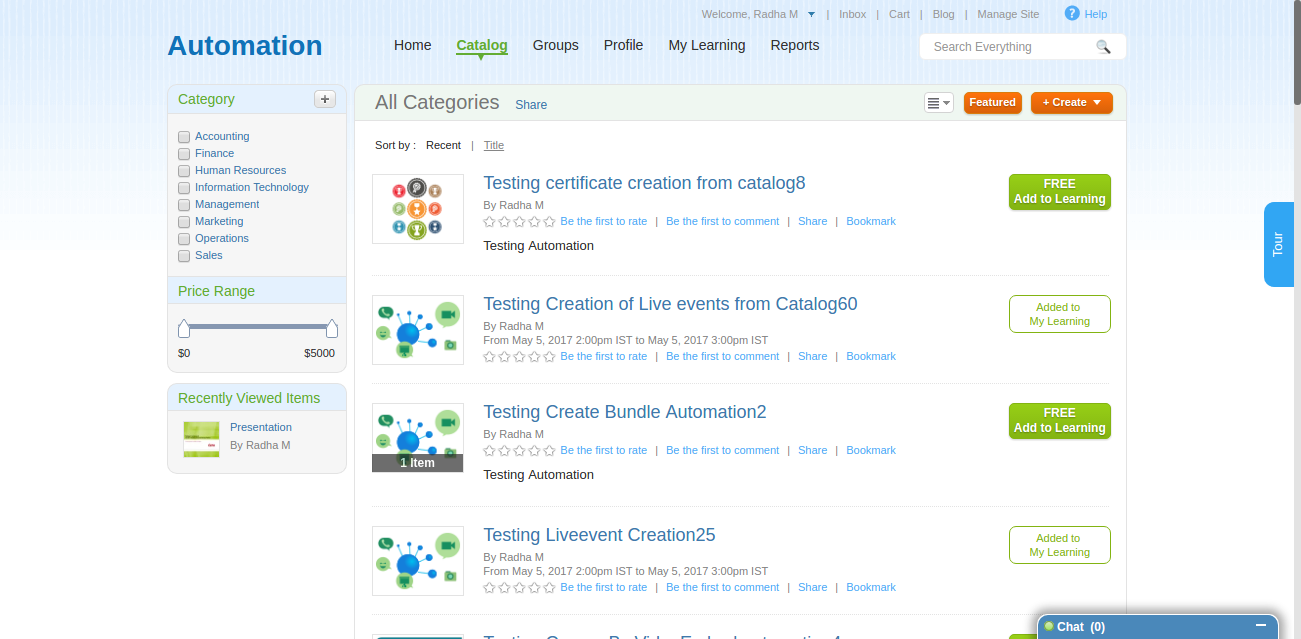 Welcome, Radha M | Inbox | Cart | Blog | Manage Site ? Help
Automation
Home Catalog Groups Profile My Learning Reports
Search Everything
Category +
Accounting
Finance
Human Resources
Information Technology
Management
Marketing
Operations
Sales
Price Range
$0 $5000
Recently Viewed Items
Presentation
By Radha M
All Categories Share
Featured + Create
Sort by : Recent | Title
Testing certificate creation from catalog8
By Radha M
Be the first to rate | Be the first to comment | Share | Bookmark
Testing Automation
FREE
Add to Learning
Testing Creation of Live events from Catalog60
By Radha M
From May 5, 2017 2:00pm IST to May 5, 2017 3:00pm IST
Be the first to rate | Be the first to comment | Share | Bookmark
Added to
My Learning
1 Item
Testing Create Bundle Automation2
By Radha M
Be the first to rate | Be the first to comment | Share | Bookmark
Testing Automation
FREE
Add to Learning
Testing Liveevent Creation25
By Radha M
From May 5, 2017 2:00pm IST to May 5, 2017 3:00pm IST
Be the first to rate | Be the first to comment | Share | Bookmark
Added to
My Learning
Tour
Chat (0)